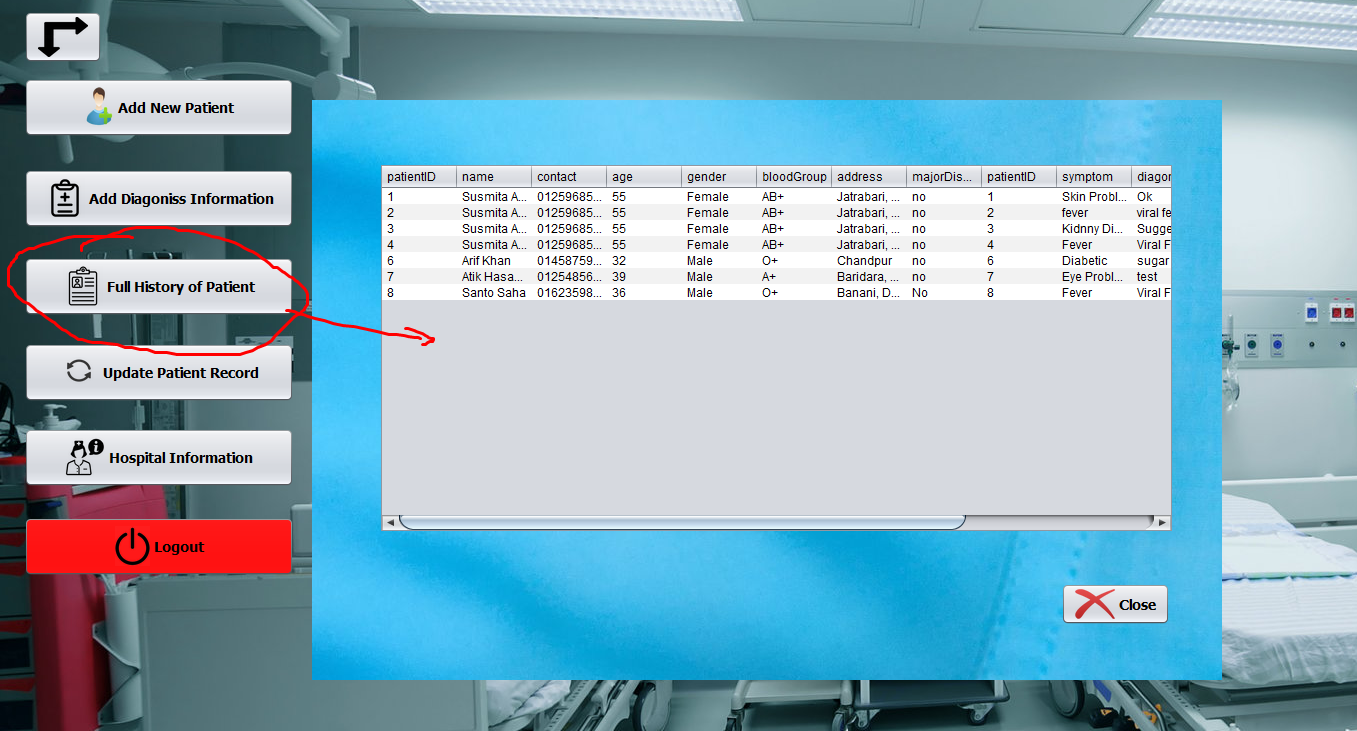 Add New Patient
Add Diagoniss Information
Full History of Patient
Update Patient Record
Hospital Information
Logout
patientID name contact age gender bloodGroup address majorDis... patientID symptom diagor
1 Susmita A... 01259685... 55 Female AB+ Jatrabari, ... no 1 Skin Probl... Ok
2 Susmita A... 01259685... 55 Female AB+ Jatrabari, ... no 2 fever viral fe
3 Susmita A... 01259685... 55 Female AB+ Jatrabari, ... no 3 Kidnny Di... Sugge
4 Susmita A... 01259685... 55 Female AB+ Jatrabari, ... no 4 Fever Viral F
6 Arif Khan 01458759... 32 Male O+ Chandpur no 6 Diabetic sugar
7 Atik Hasa... 01254856... 39 Male A+ Baridara, ... no 7 Eye Probl... test
8 Santo Saha 01623598... 36 Male O+ Banani, D... No 8 Fever Viral F
Close